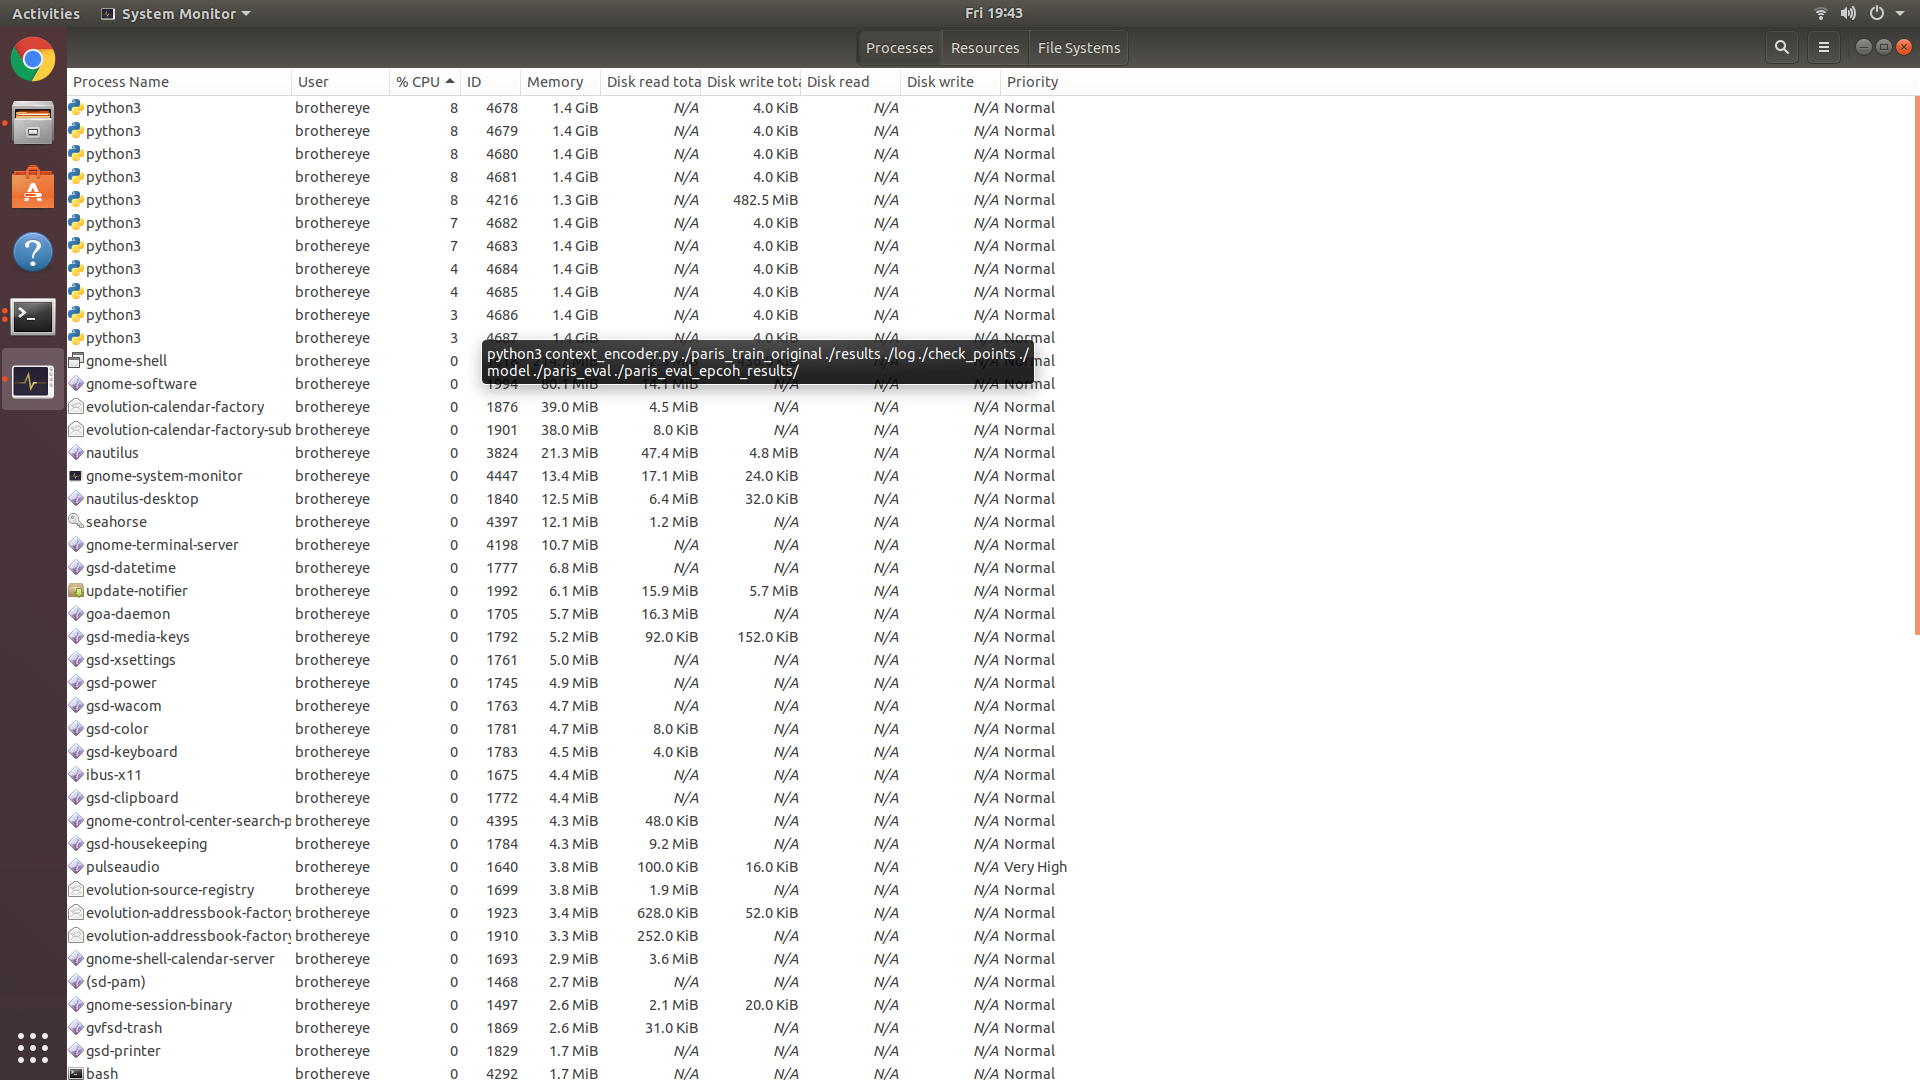 Activities System Monitor Fri 19:43
Processes Resources File Systems
Process Name User % CPU ID Memory Disk read tota Disk write tota Disk read Disk write Priority
python3 brothereye 8 4678 1.4 GiB N/A 4.0 KiB N/A N/A Normal
python3 brothereye 8 4679 1.4 GiB N/A 4.0 KiB N/A N/A Normal
python3 brothereye 8 4680 1.4 GiB N/A 4.0 KiB N/A N/A Normal
python3 brothereye 8 4681 1.4 GiB N/A 4.0 KiB N/A N/A Normal
python3 brothereye 8 4216 1.3 GiB N/A 482.5 MiB N/A N/A Normal
python3 brothereye 7 4682 1.4 GiB N/A 4.0 KiB N/A N/A Normal
python3 brothereye 7 4683 1.4 GiB N/A 4.0 KiB N/A N/A Normal
python3 brothereye 4 4684 1.4 GiB N/A 4.0 KiB N/A N/A Normal
python3 brothereye 4 4685 1.4 GiB N/A 4.0 KiB N/A N/A Normal
python3 brothereye 3 4686 1.4 GiB N/A 4.0 KiB N/A N/A Normal
python3 brothereye 3 4687 1.4 GiB N/A 4.0 KiB N/A N/A Normal
python3 context_encoder.py ./paris_train_original ./results ./log ./check_points ./
model ./paris_eval ./paris_eval_epcoh_results/
gnome-shell brothereye 0
gnome-software brothereye 0 1994 80.1 MiB 14.1 MiB N/A N/A N/A Normal
evolution-calendar-factory brothereye 0 1876 39.0 MiB 4.5 MiB N/A N/A N/A Normal
evolution-calendar-factory-sub brothereye 0 1901 38.0 MiB 8.0 KiB N/A N/A N/A Normal
nautilus brothereye 0 3824 21.3 MiB 47.4 MiB 4.8 MiB N/A N/A Normal
gnome-system-monitor brothereye 0 4447 13.4 MiB 17.1 MiB 24.0 KiB N/A N/A Normal
nautilus-desktop brothereye 0 1840 12.5 MiB 6.4 MiB 32.0 KiB N/A N/A Normal
seahorse brothereye 0 4397 12.1 MiB 1.2 MiB N/A N/A N/A Normal
gnome-terminal-server brothereye 0 4198 10.7 MiB N/A N/A N/A N/A Normal
gsd-datetime brothereye 0 1777 6.8 MiB N/A N/A N/A N/A Normal
update-notifier brothereye 0 1992 6.1 MiB 15.9 MiB 5.7 MiB N/A N/A Normal
goa-daemon brothereye 0 1705 5.7 MiB 16.3 MiB N/A N/A N/A Normal
gsd-media-keys brothereye 0 1792 5.2 MiB 92.0 KiB 152.0 KiB N/A N/A Normal
gsd-xsettings brothereye 0 1761 5.0 MiB N/A N/A N/A N/A Normal
gsd-power brothereye 0 1745 4.9 MiB N/A N/A N/A N/A Normal
gsd-wacom brothereye 0 1763 4.7 MiB N/A N/A N/A N/A Normal
gsd-color brothereye 0 1781 4.7 MiB 8.0 KiB N/A N/A N/A Normal
gsd-keyboard brothereye 0 1783 4.5 MiB 4.0 KiB N/A N/A N/A Normal
ibus-x11 brothereye 0 1675 4.4 MiB N/A N/A N/A N/A Normal
gsd-clipboard brothereye 0 1772 4.4 MiB N/A N/A N/A N/A Normal
gnome-control-center-search-p brothereye 0 4395 4.3 MiB 48.0 KiB N/A N/A N/A Normal
gsd-housekeeping brothereye 0 1784 4.3 MiB 9.2 MiB N/A N/A N/A Normal
pulseaudio brothereye 0 1640 3.8 MiB 100.0 KiB 16.0 KiB N/A N/A Very High
evolution-source-registry brothereye 0 1699 3.8 MiB 1.9 MiB N/A N/A N/A Normal
evolution-addressbook-factory brothereye 0 1923 3.4 MiB 628.0 KiB 52.0 KiB N/A N/A Normal
evolution-addressbook-factory brothereye 0 1910 3.3 MiB 252.0 KiB N/A N/A N/A Normal
gnome-shell-calendar-server brothereye 0 1693 2.9 MiB 3.6 MiB N/A N/A N/A Normal
(sd-pam) brothereye 0 1468 2.7 MiB N/A N/A N/A N/A Normal
gnome-session-binary brothereye 0 1497 2.6 MiB 2.1 MiB 20.0 KiB N/A N/A Normal
gvfsd-trash brothereye 0 1869 2.6 MiB 31.0 KiB N/A N/A N/A Normal
gsd-printer brothereye 0 1829 1.7 MiB N/A N/A N/A N/A Normal
bash brothereye 0 4292 1.7 MiB N/A N/A N/A N/A Normal